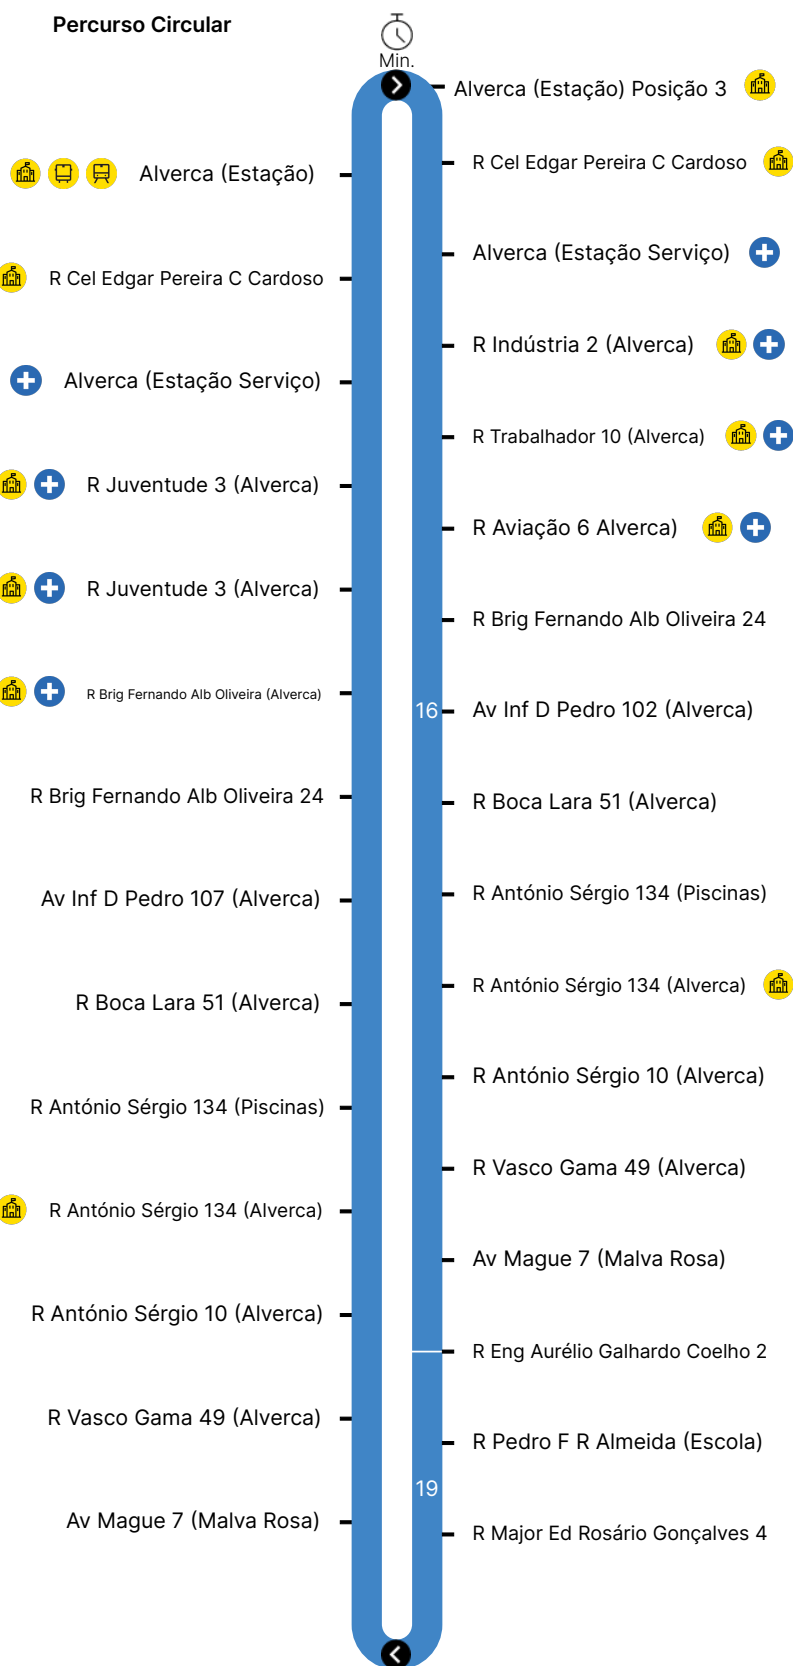 Percurso Circular
Min.
Alverca (Estação) Posição 3
R Cel Edgar Pereira C Cardoso
Alverca (Estação Serviço)
R Indústria 2 (Alverca)
R Trabalhador 10 (Alverca)
R Aviação 6 Alverca)
R Brig Fernando Alb Oliveira 24
16
Av Inf D Pedro 102 (Alverca)
R Boca Lara 51 (Alverca)
R António Sérgio 134 (Piscinas)
R António Sérgio 134 (Alverca)
R António Sérgio 10 (Alverca)
R Vasco Gama 49 (Alverca)
Av Mague 7 (Malva Rosa)
R Eng Aurélio Galhardo Coelho 2
R Pedro F R Almeida (Escola)
19
R Major Ed Rosário Gonçalves 4
Alverca (Estação)
R Cel Edgar Pereira C Cardoso
Alverca (Estação Serviço)
R Juventude 3 (Alverca)
R Juventude 3 (Alverca)
R Brig Fernando Alb Oliveira (Alverca)
R Brig Fernando Alb Oliveira 24
Av Inf D Pedro 107 (Alverca)
R Boca Lara 51 (Alverca)
R António Sérgio 134 (Piscinas)
R António Sérgio 134 (Alverca)
R António Sérgio 10 (Alverca)
R Vasco Gama 49 (Alverca)
Av Mague 7 (Malva Rosa)